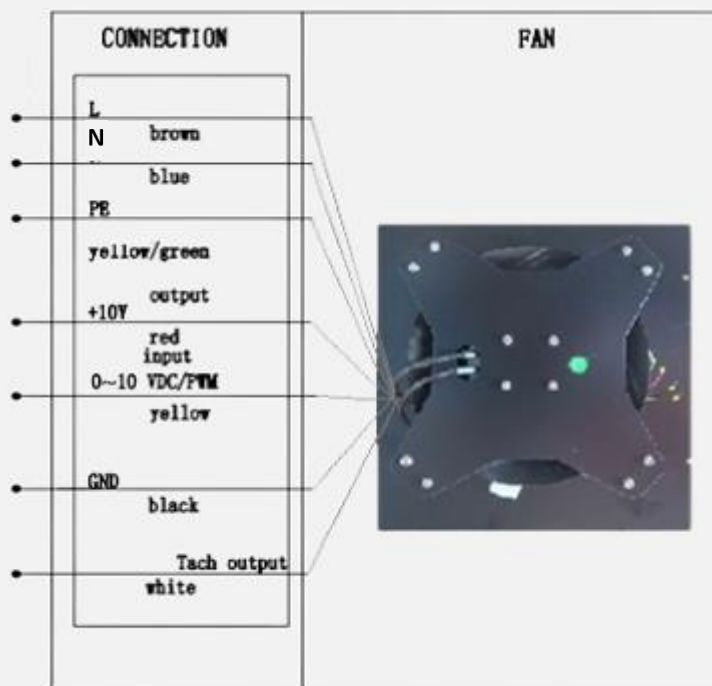 CONNECTION
FAN
L
N
brown
blue
PE
yellow/green
output
+10V
red
input
0~10 VDC/PWM
yellow
GND
black
Tach output
white